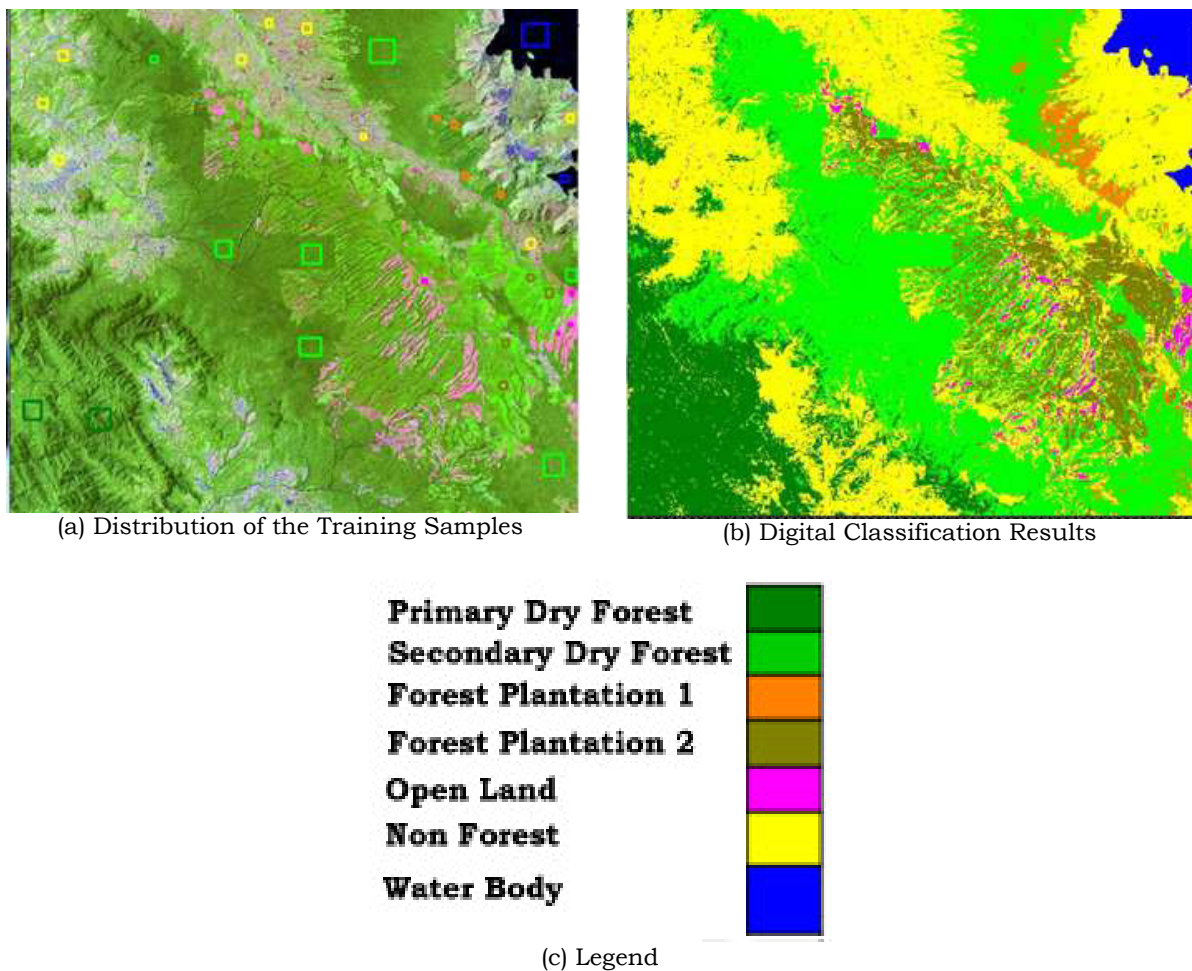 (a) Distribution of the Training Samples
(b) Digital Classification Results
Primary Dry Forest
Secondary Dry Forest
Forest Plantation 1
Forest Plantation 2
Open Land
Non Forest
Water Body
(c) Legend